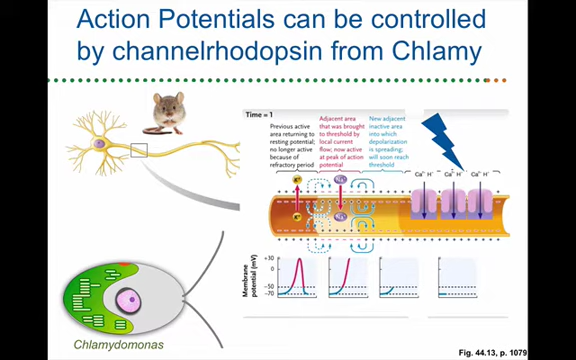 Action Potentials can be controlled
by channelrhodopsin from Chlamy
Time = 1
Previous active
area returning to
resting potential;
no longer active
because of
refractory period
Adjacent area
that was brought
to threshold by
local current
flow; now active
at peak of action
potential
New adjacent
inactive area
into which
depolarization
is spreading;
will soon reach
threshold
Ca²⁺ H⁺ Ca²⁺ H⁺ Ca²⁺ H⁺
K⁺ Na⁺
K⁺ Na⁺
Membrane
potential (mV)
+30
0
−50
−70
Chlamydomonas
Fig. 44.13, p. 1079